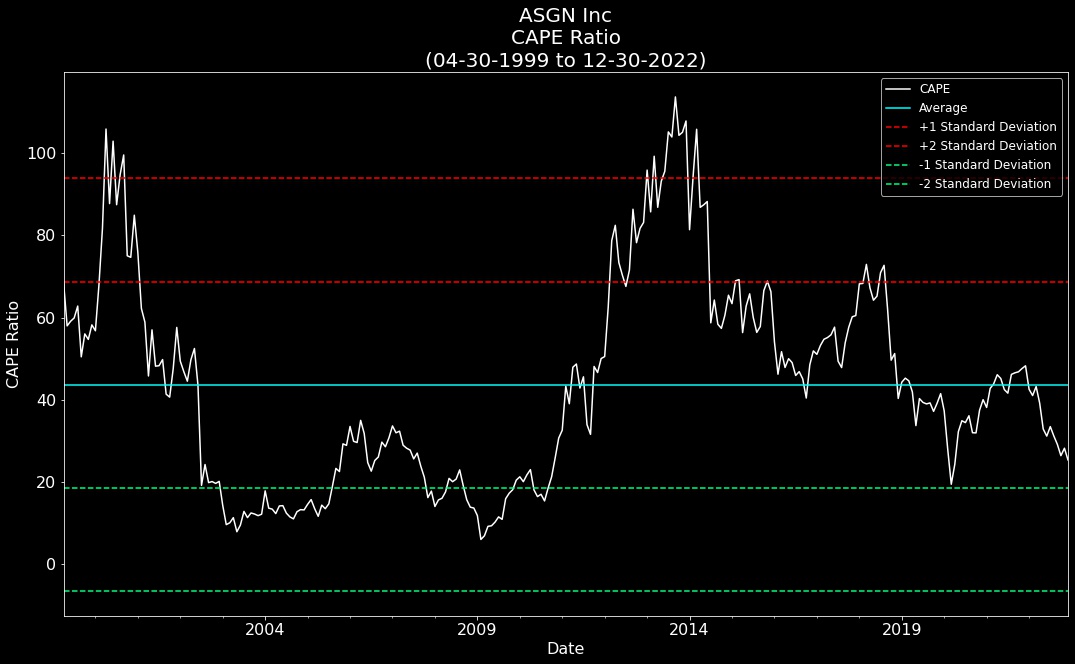 ASGN Inc
CAPE Ratio
(04-30-1999 to 12-30-2022)
CAPE
Average
+1 Standard Deviation
+2 Standard Deviation
-1 Standard Deviation
-2 Standard Deviation
CAPE Ratio
100
80
60
40
20
0
2004
2009
2014
2019
Date